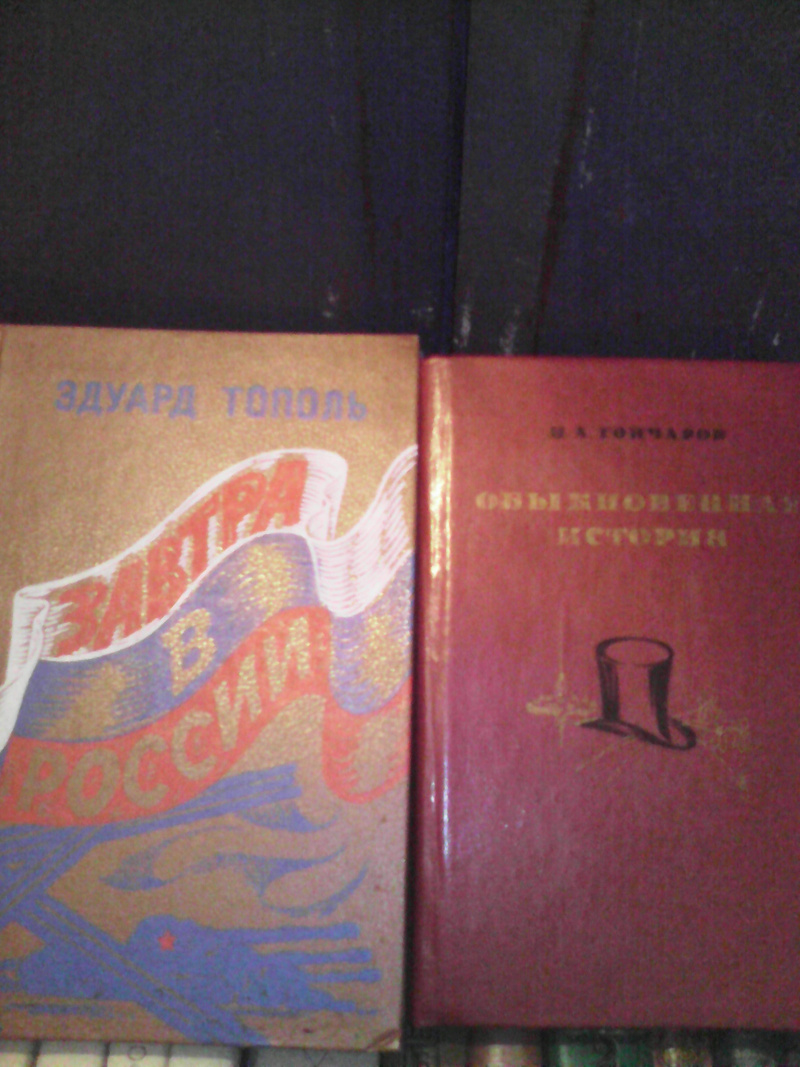 ЭДУАРД ТОПОЛЬ
ЗАВТРА
В
РОССИИ
И. А. ГОНЧАРОВ
ОБЫКНОВЕННАЯ
ИСТОРИЯ